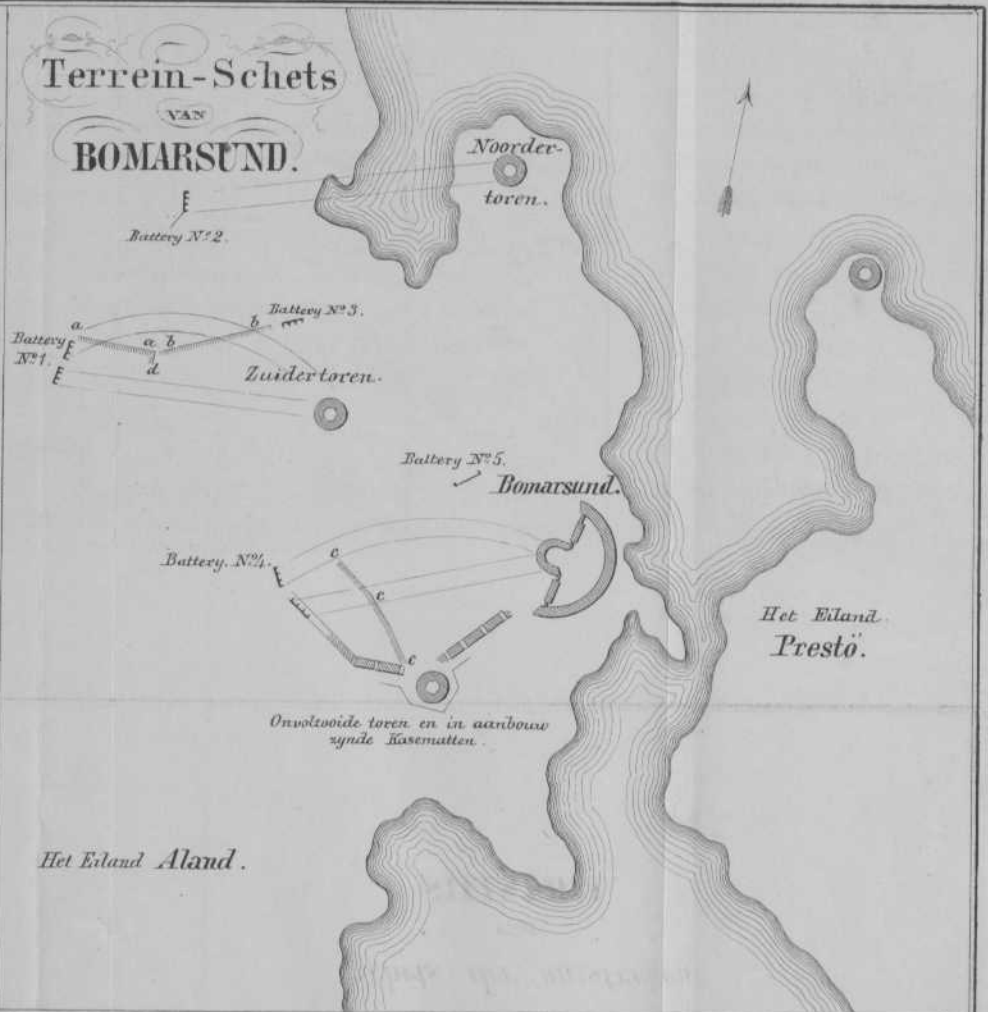 Terrein-Schets
VAN
BOMARSUND.
Noorder-
toren.
Battery Nº 2.
Battery Nº 3.
a
b
Battery
Nº 1.
a b
d
Zuidertoren.
Battery Nº 5.
Bomarsund.
Battery. Nº 4.
c
c
c
Het Eiland
Prestö.
Onvoltooide toren en in aanbouw
zynde Kasematten.
Het Eiland Aland.